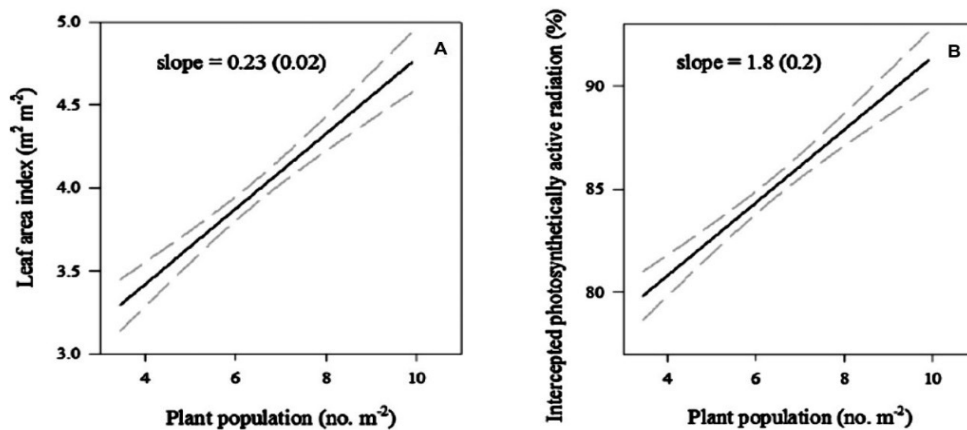 A
slope = 0.23 (0.02)
Leaf area index (m² m⁻²)
5.0
4.5
4.0
3.5
3.0
4 6 8 10
Plant population (no. m⁻²)
B
slope = 1.8 (0.2)
Intercepted photosynthetically active radiation (%)
90
85
80
4 6 8 10
Plant population (no. m⁻²)